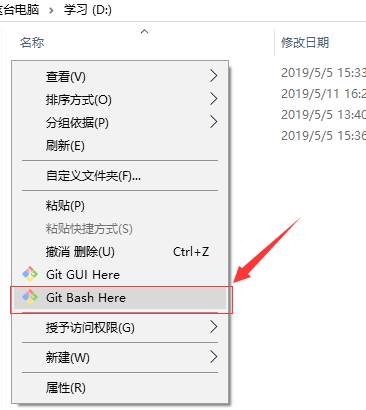 这台电脑 > 学习 (D:)
名称 修改日期
2019/5/5 15:33
2019/5/11 16:2
2019/5/5 13:40
2019/5/5 15:36
查看(V)
排序方式(O)
分组依据(P)
刷新(E)
自定义文件夹(F)...
粘贴(P)
粘贴快捷方式(S)
撤消 删除(U) Ctrl+Z
Git GUI Here
Git Bash Here
授予访问权限(G)
新建(W)
属性(R)